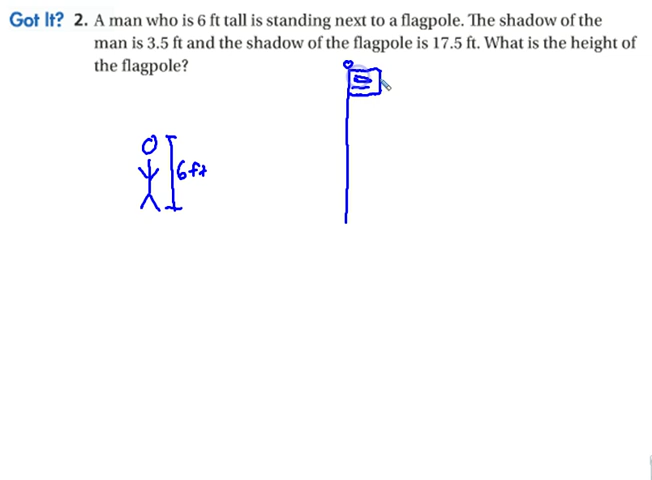 Got It? 2. A man who is 6 ft tall is standing next to a flagpole. The shadow of the
man is 3.5 ft and the shadow of the flagpole is 17.5 ft. What is the height of
the flagpole?
6ft